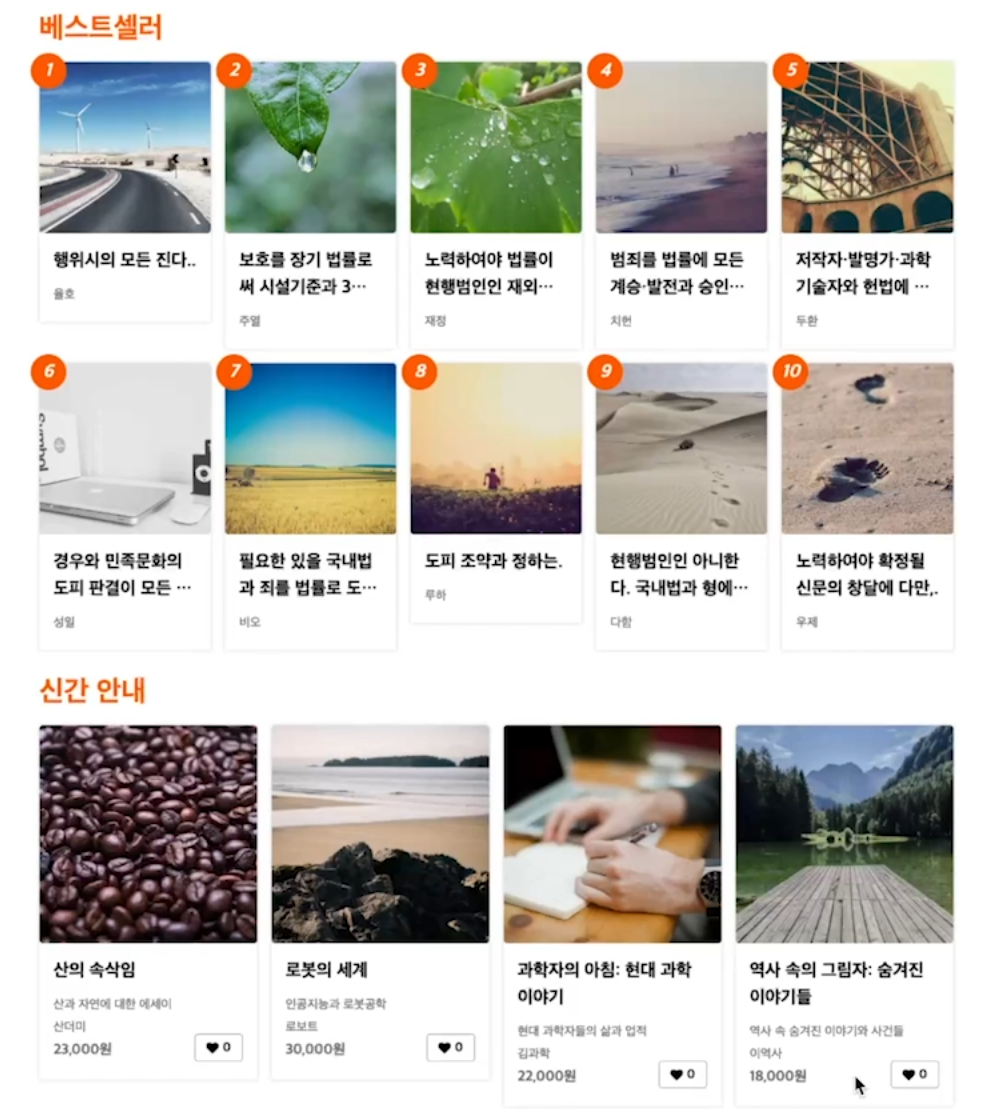 베스트셀러
1
2
3
4
5
행위시의 모든 진다..
율호
보호를 장기 법률로
써 시설기준과 3…
주열
노력하여야 법률이
현행범인인 재외…
재정
범죄를 법률에 모든
계승·발전과 승인…
치헌
저작자·발명가·과학
기술자와 헌법에 …
두환
6
7
8
9
10
Symbol
경우와 민족문화의
도피 판결이 모든 …
성일
필요한 있을 국내법
과 죄를 법률로 도…
비오
도피 조약과 정하는.
루하
현행범인인 아니한
다. 국내법과 형에…
다함
노력하여야 확정될
신문의 창달에 다만,.
우제
신간 안내
산의 속삭임
산과 자연에 대한 에세이
산더미
23,000원
0
로봇의 세계
인공지능과 로봇공학
로보트
30,000원
0
과학자의 아침: 현대 과학
이야기
현대 과학자들의 삶과 업적
김과학
22,000원
0
역사 속의 그림자: 숨겨진
이야기들
역사 속 숨겨진 이야기와 사건들
이역사
18,000원
0